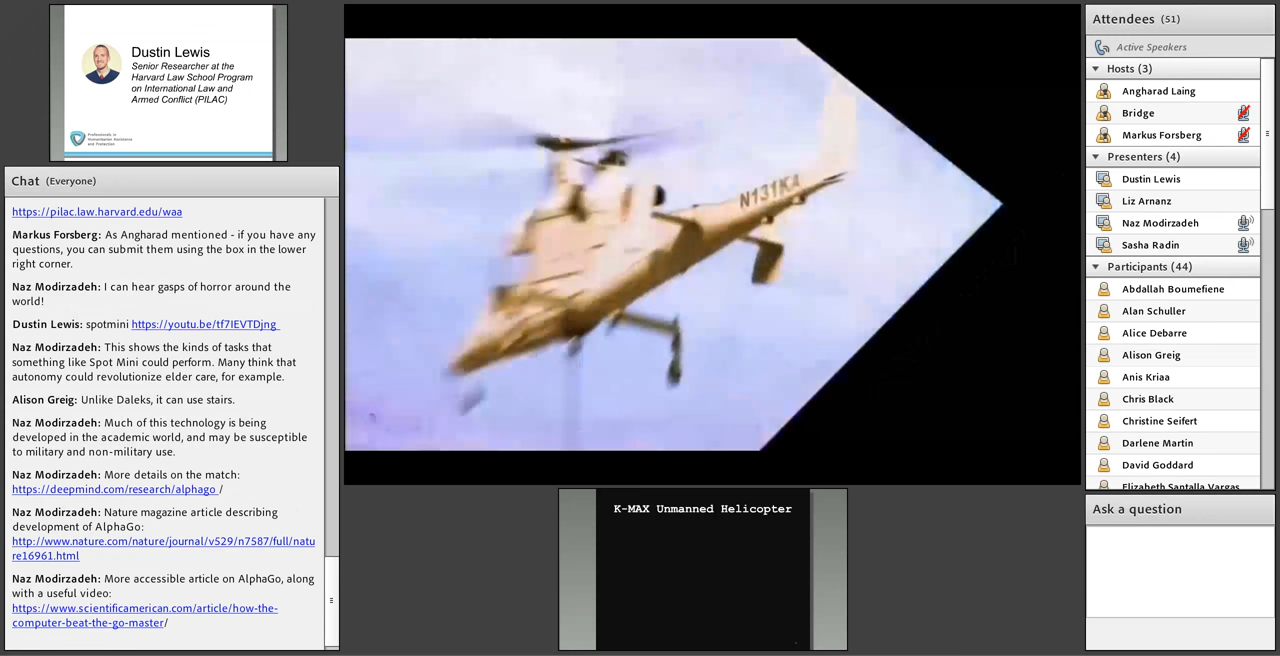 Dustin Lewis
Senior Researcher at the
Harvard Law School Program
on International Law and
Armed Conflict (PILAC)
Professionals in
Humanitarian Assistance
and Protection
Chat (Everyone)
https://pilac.law.harvard.edu/waa
Markus Forsberg: As Angharad mentioned - if you have any
questions, you can submit them using the box in the lower
right corner.
Naz Modirzadeh: I can hear gasps of horror around the
world!
Dustin Lewis: spotmini https://youtu.be/tf7IEVTDjng
Naz Modirzadeh: This shows the kinds of tasks that
something like Spot Mini could perform. Many think that
autonomy could revolutionize elder care, for example.
Alison Greig: Unlike Daleks, it can use stairs.
Naz Modirzadeh: Much of this technology is being
developed in the academic world, and may be susceptible
to military and non-military use.
Naz Modirzadeh: More details on the match:
https://deepmind.com/research/alphago /
Naz Modirzadeh: Nature magazine article describing
development of AlphaGo:
http://www.nature.com/nature/journal/v529/n7587/full/natu
re16961.html
Naz Modirzadeh: More accessible article on AlphaGo, along
with a useful video:
https://www.scientificamerican.com/article/how-the-
computer-beat-the-go-master/
N131KA
K-MAX Unmanned Helicopter
Attendees (51)
Active Speakers
Hosts (3)
Angharad Laing
Bridge
Markus Forsberg
Presenters (4)
Dustin Lewis
Liz Arnanz
Naz Modirzadeh
Sasha Radin
Participants (44)
Abdallah Boumefiene
Alan Schuller
Alice Debarre
Alison Greig
Anis Kriaa
Chris Black
Christine Seifert
Darlene Martin
David Goddard
Elizabeth Santalla Vargas
Ask a question